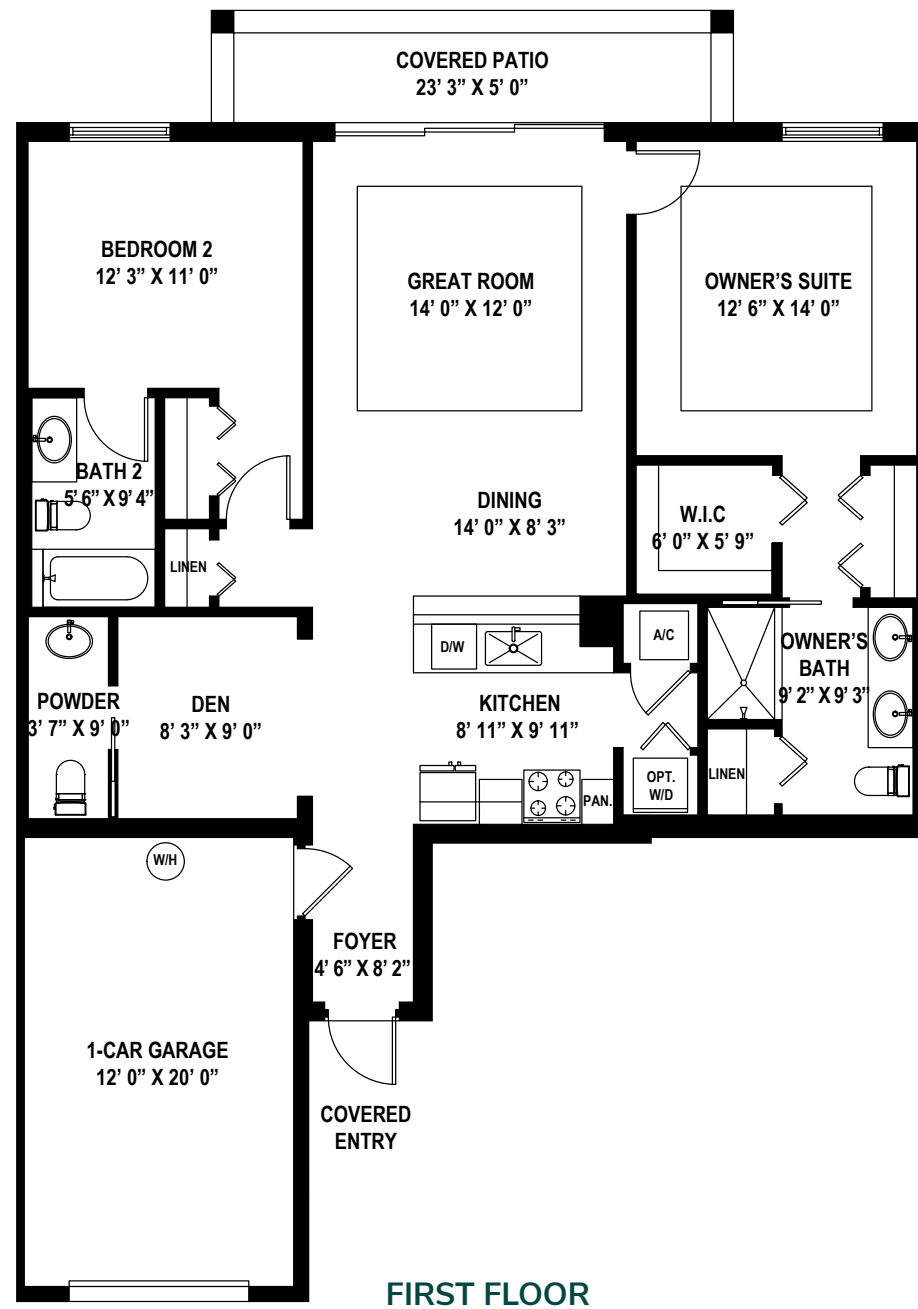 COVERED PATIO
23’ 3” X 5’ 0”
BEDROOM 2
12’ 3” X 11’ 0”
GREAT ROOM
14’ 0” X 12’ 0”
OWNER’S SUITE
12’ 6” X 14’ 0”
BATH 2
5’ 6” X 9’ 4”
LINEN
DINING
14’ 0” X 8’ 3”
W.I.C
6’ 0” X 5’ 9”
POWDER
3’ 7” X 9’ 0”
DEN
8’ 3” X 9’ 0”
D/W
KITCHEN
8’ 11” X 9’ 11”
PAN.
A/C
OPT.
W/D
OWNER’S
BATH
9’ 2” X 9’ 3”
LINEN
W/H
FOYER
4’ 6” X 8’ 2”
1-CAR GARAGE
12’ 0” X 20’ 0”
COVERED
ENTRY
FIRST FLOOR